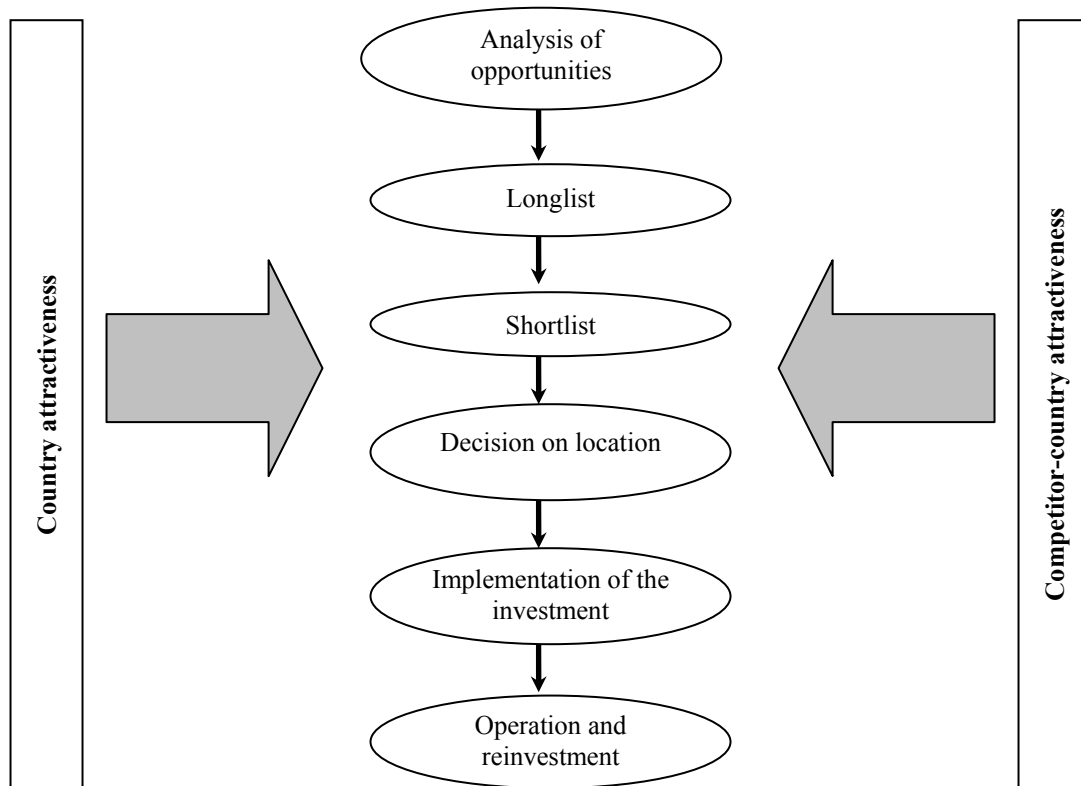 Country attractiveness
Analysis of
opportunities
Longlist
Shortlist
Decision on location
Implementation of the
investment
Operation and
reinvestment
Competitor-country attractiveness